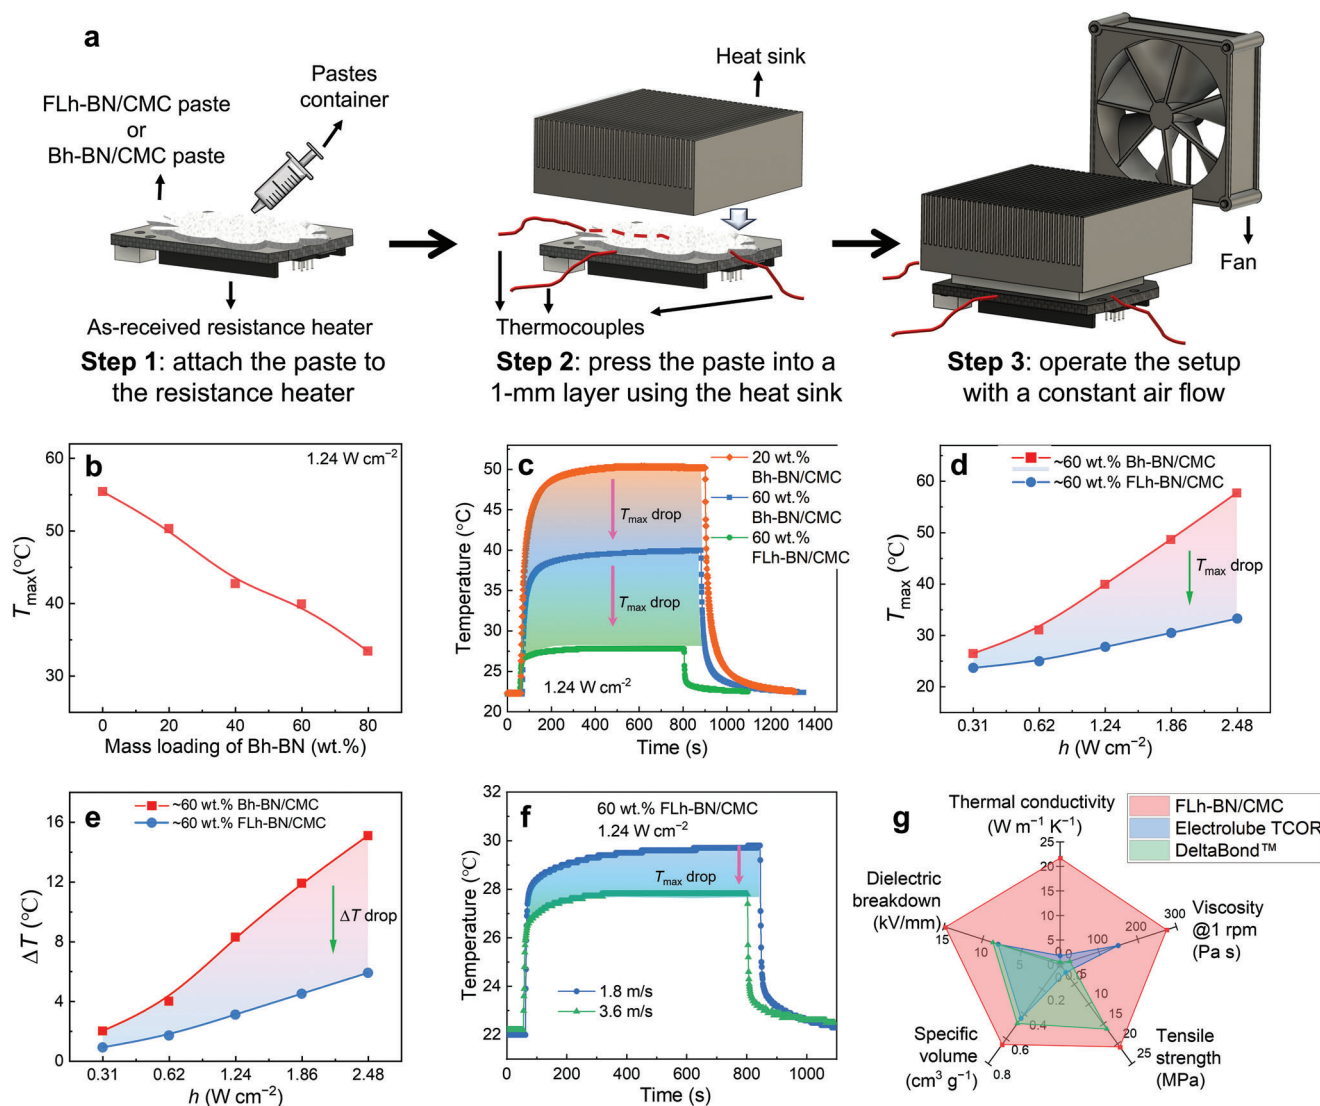 a
FLh-BN/CMC paste
or
Bh-BN/CMC paste
Pastes
container
As-received resistance heater
Step 1: attach the paste to
the resistance heater
Heat sink
Thermocouples
Step 2: press the paste into a
1-mm layer using the heat sink
Fan
Step 3: operate the setup
with a constant air flow
b
1.24 W cm⁻²
Tmax(°C)
60
50
40
30
0
20
40
60
80
Mass loading of Bh-BN (wt.%)
c
20 wt.%
Bh-BN/CMC
60 wt.%
Bh-BN/CMC
60 wt.%
FLh-BN/CMC
Tmax drop
Tmax drop
1.24 W cm⁻²
Temperature (°C)
50
45
40
35
30
25
20
0
200
400
600
800
1000
1200
1400
Time (s)
d
~60 wt.% Bh-BN/CMC
~60 wt.% FLh-BN/CMC
Tmax drop
Tmax (°C)
60
50
40
30
20
0.31
0.62
1.24
1.86
2.48
h (W cm⁻²)
e
~60 wt.% Bh-BN/CMC
~60 wt.% FLh-BN/CMC
ΔT drop
ΔT (°C)
16
12
8
4
0
0.31
0.62
1.24
1.86
2.48
h (W cm⁻²)
f
60 wt.% FLh-BN/CMC
1.24 W cm⁻²
Tmax drop
1.8 m/s
3.6 m/s
Temperature (°C)
32
30
28
26
24
22
0
200
400
600
800
1000
Time (s)
g
FLh-BN/CMC
Electrolube TCOR
DeltaBond™
Thermal conductivity
(W m⁻¹ K⁻¹)
25
20
15
10
5
0
Viscosity
@1 rpm
(Pa s)
0
100
200
300
Tensile
strength
(MPa)
5
10
15
20
25
Specific
volume
(cm³ g⁻¹)
0.2
0.4
0.6
0.8
Dielectric
breakdown
(kV/mm)
5
10
15